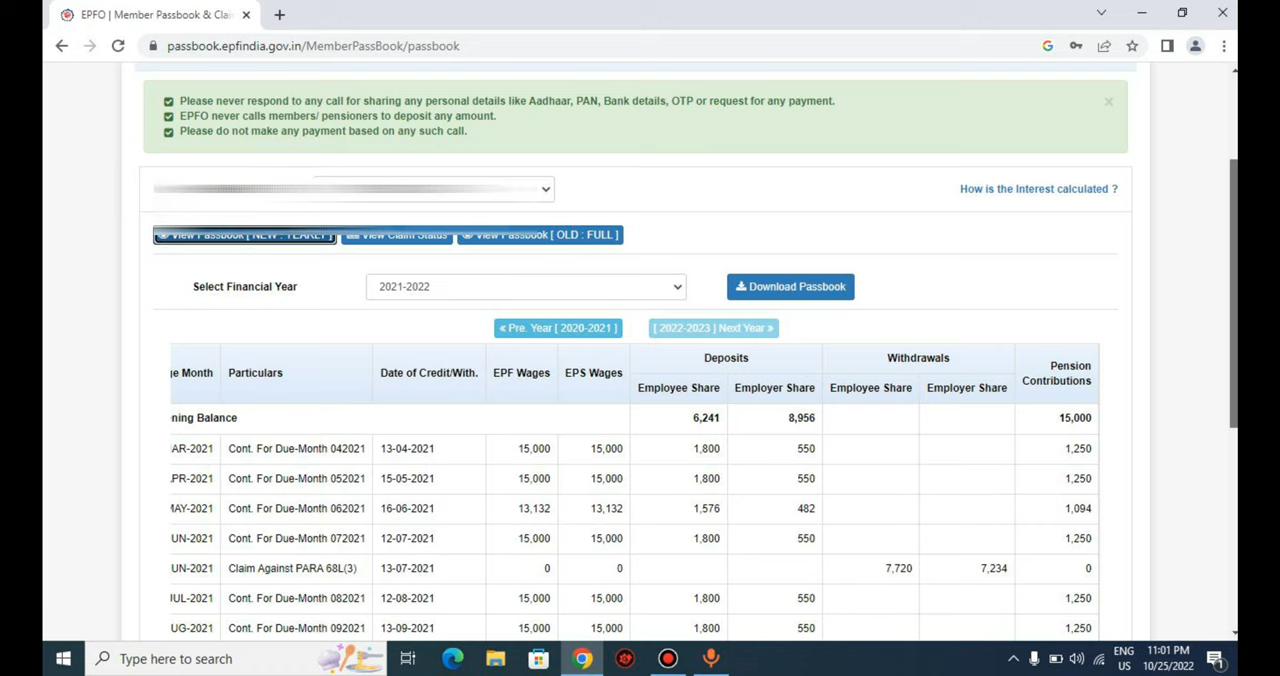 EPFO | Member Passbook & Clai
passbook.epfindia.gov.in/MemberPassBook/passbook
Please never respond to any call for sharing any personal details like Aadhaar, PAN, Bank details, OTP or request for any payment.
EPFO never calls members/ pensioners to deposit any amount.
Please do not make any payment based on any such call.
How is the Interest calculated ?
View Passbook [ NEW : YEARLY ] View Claim Status View Passbook [ OLD : FULL ]
Select Financial Year 2021-2022 Download Passbook
« Pre. Year [ 2020-2021 ] [ 2022-2023 ] Next Year »
Deposits Withdrawals
ge Month Particulars Date of Credit/With. EPF Wages EPS Wages Employee Share Employer Share Employee Share Employer Share Pension Contributions
ning Balance 6,241 8,956 15,000
AR-2021 Cont. For Due-Month 042021 13-04-2021 15,000 15,000 1,800 550 1,250
PR-2021 Cont. For Due-Month 052021 15-05-2021 15,000 15,000 1,800 550 1,250
MAY-2021 Cont. For Due-Month 062021 16-06-2021 13,132 13,132 1,576 482 1,094
UN-2021 Cont. For Due-Month 072021 12-07-2021 15,000 15,000 1,800 550 1,250
UN-2021 Claim Against PARA 68L(3) 13-07-2021 0 0 7,720 7,234 0
JUL-2021 Cont. For Due-Month 082021 12-08-2021 15,000 15,000 1,800 550 1,250
UG-2021 Cont. For Due-Month 092021 13-09-2021 15,000 15,000 1,800 550 1,250
Type here to search
ENG
US
11:01 PM
10/25/2022
1